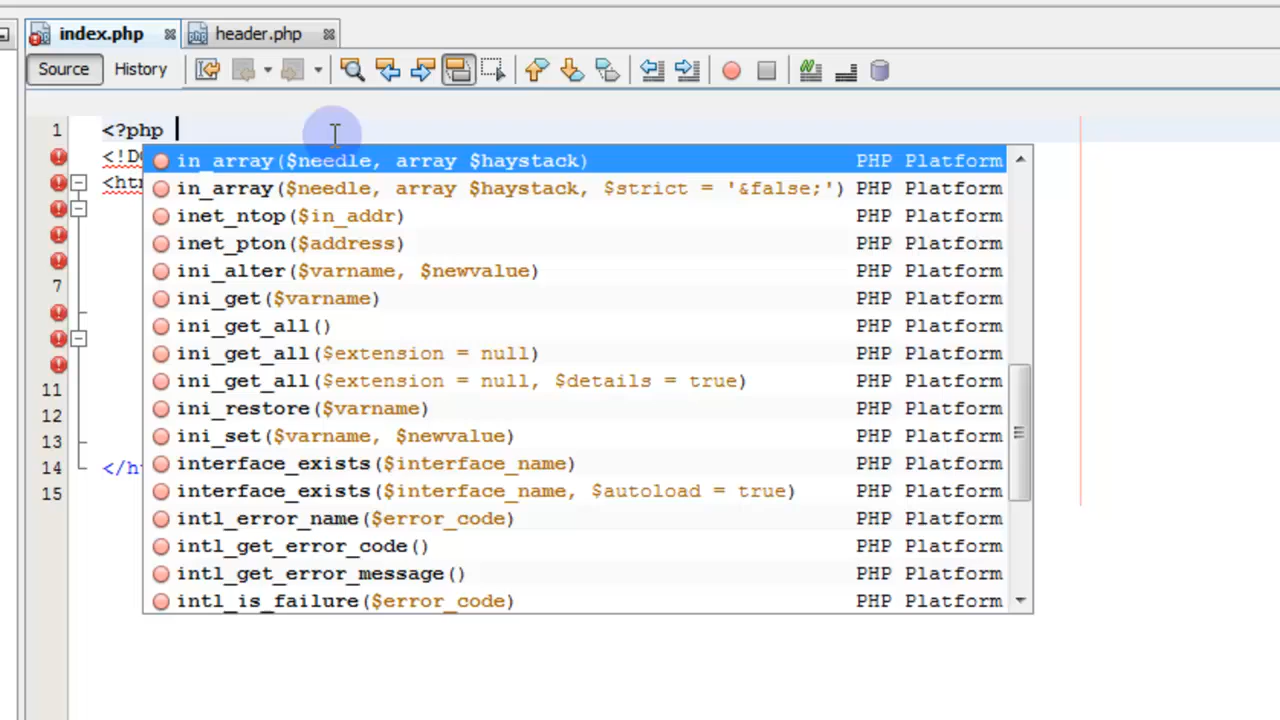 index.php header.php
Source History
1 <?php
<!D
in_array($needle, array $haystack) PHP Platform
<htm
in_array($needle, array $haystack, $strict = '&false;') PHP Platform
inet_ntop($in_addr) PHP Platform
inet_pton($address) PHP Platform
ini_alter($varname, $newvalue) PHP Platform
7
ini_get($varname) PHP Platform
ini_get_all() PHP Platform
ini_get_all($extension = null) PHP Platform
ini_get_all($extension = null, $details = true) PHP Platform
11
ini_restore($varname) PHP Platform
12
ini_set($varname, $newvalue) PHP Platform
13
interface_exists($interface_name) PHP Platform
14 </h
interface_exists($interface_name, $autoload = true) PHP Platform
15
intl_error_name($error_code) PHP Platform
intl_get_error_code() PHP Platform
intl_get_error_message() PHP Platform
intl_is_failure($error_code) PHP Platform